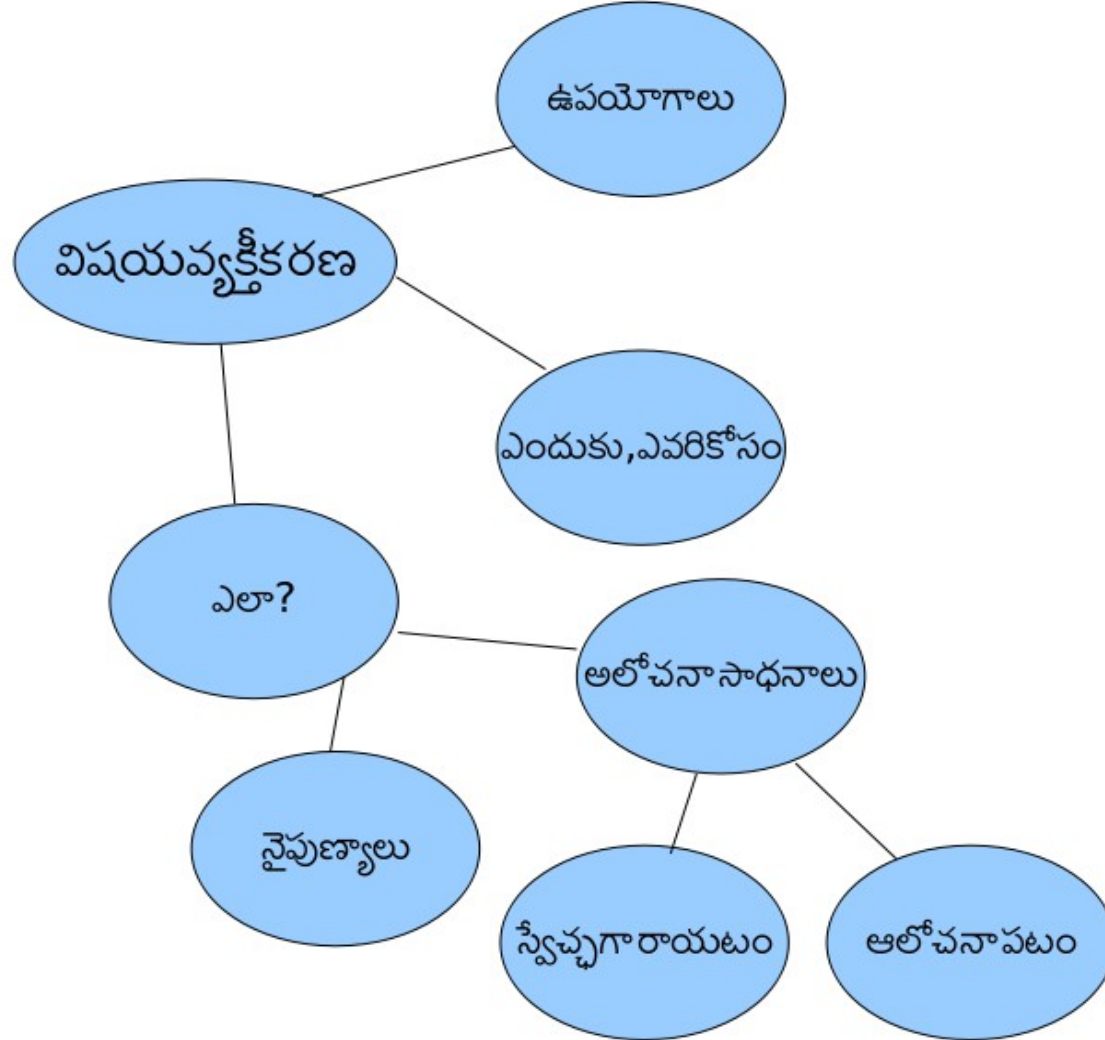 ఉపయోగాలు
విషయవ్యక్తీకరణ
ఎందుకు,ఎవరికోసం
ఎలా?
అలోచనా సాధనాలు
నైపుణ్యాలు
స్వేచ్ఛగా రాయటం
ఆలోచనా పటం